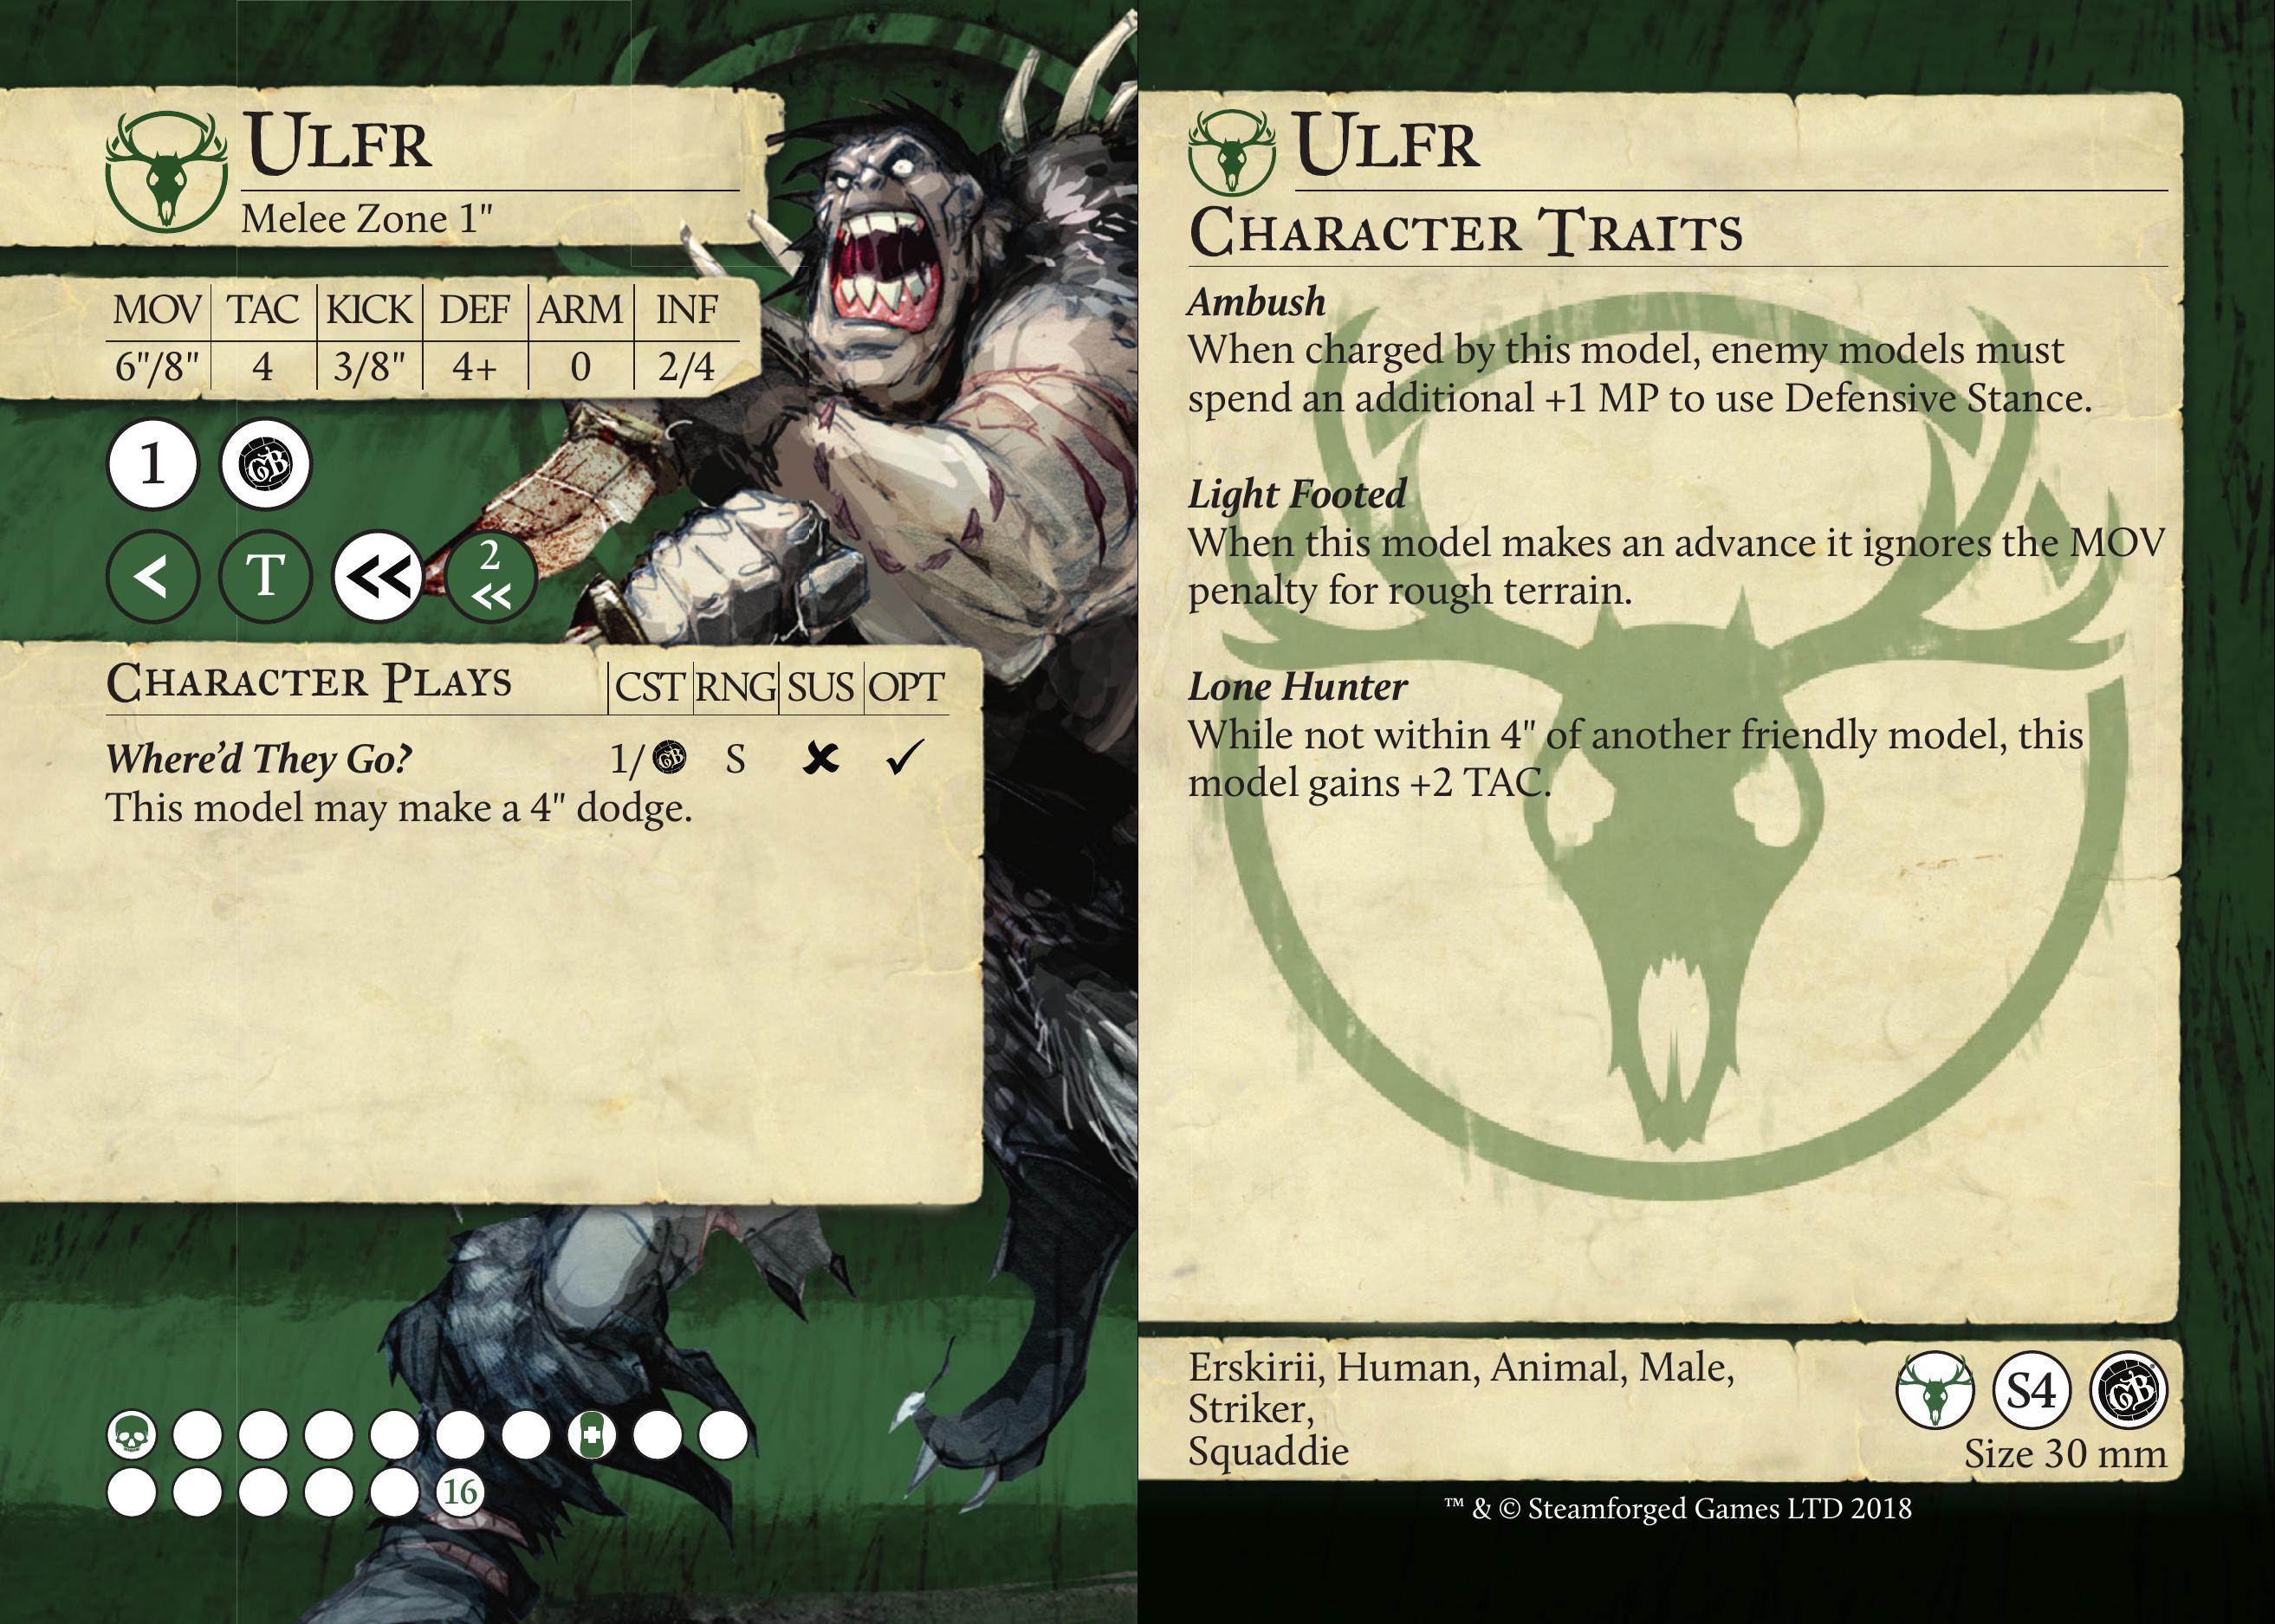 ULFR
Melee Zone 1"
MOV TAC KICK DEF ARM INF
6"/8" 4 3/8" 4+ 0 2/4
1 GB
< T << 2 <<
CHARACTER PLAYS CST RNG SUS OPT
Where'd They Go? 1/GB S ✘ ✓
This model may make a 4" dodge.
16
ULFR
CHARACTER TRAITS
Ambush
When charged by this model, enemy models must
spend an additional +1 MP to use Defensive Stance.
Light Footed
When this model makes an advance it ignores the MOV
penalty for rough terrain.
Lone Hunter
While not within 4" of another friendly model, this
model gains +2 TAC.
Erskirii, Human, Animal, Male,
Striker,
Squaddie
S4 GB
Size 30 mm
™ & © Steamforged Games LTD 2018